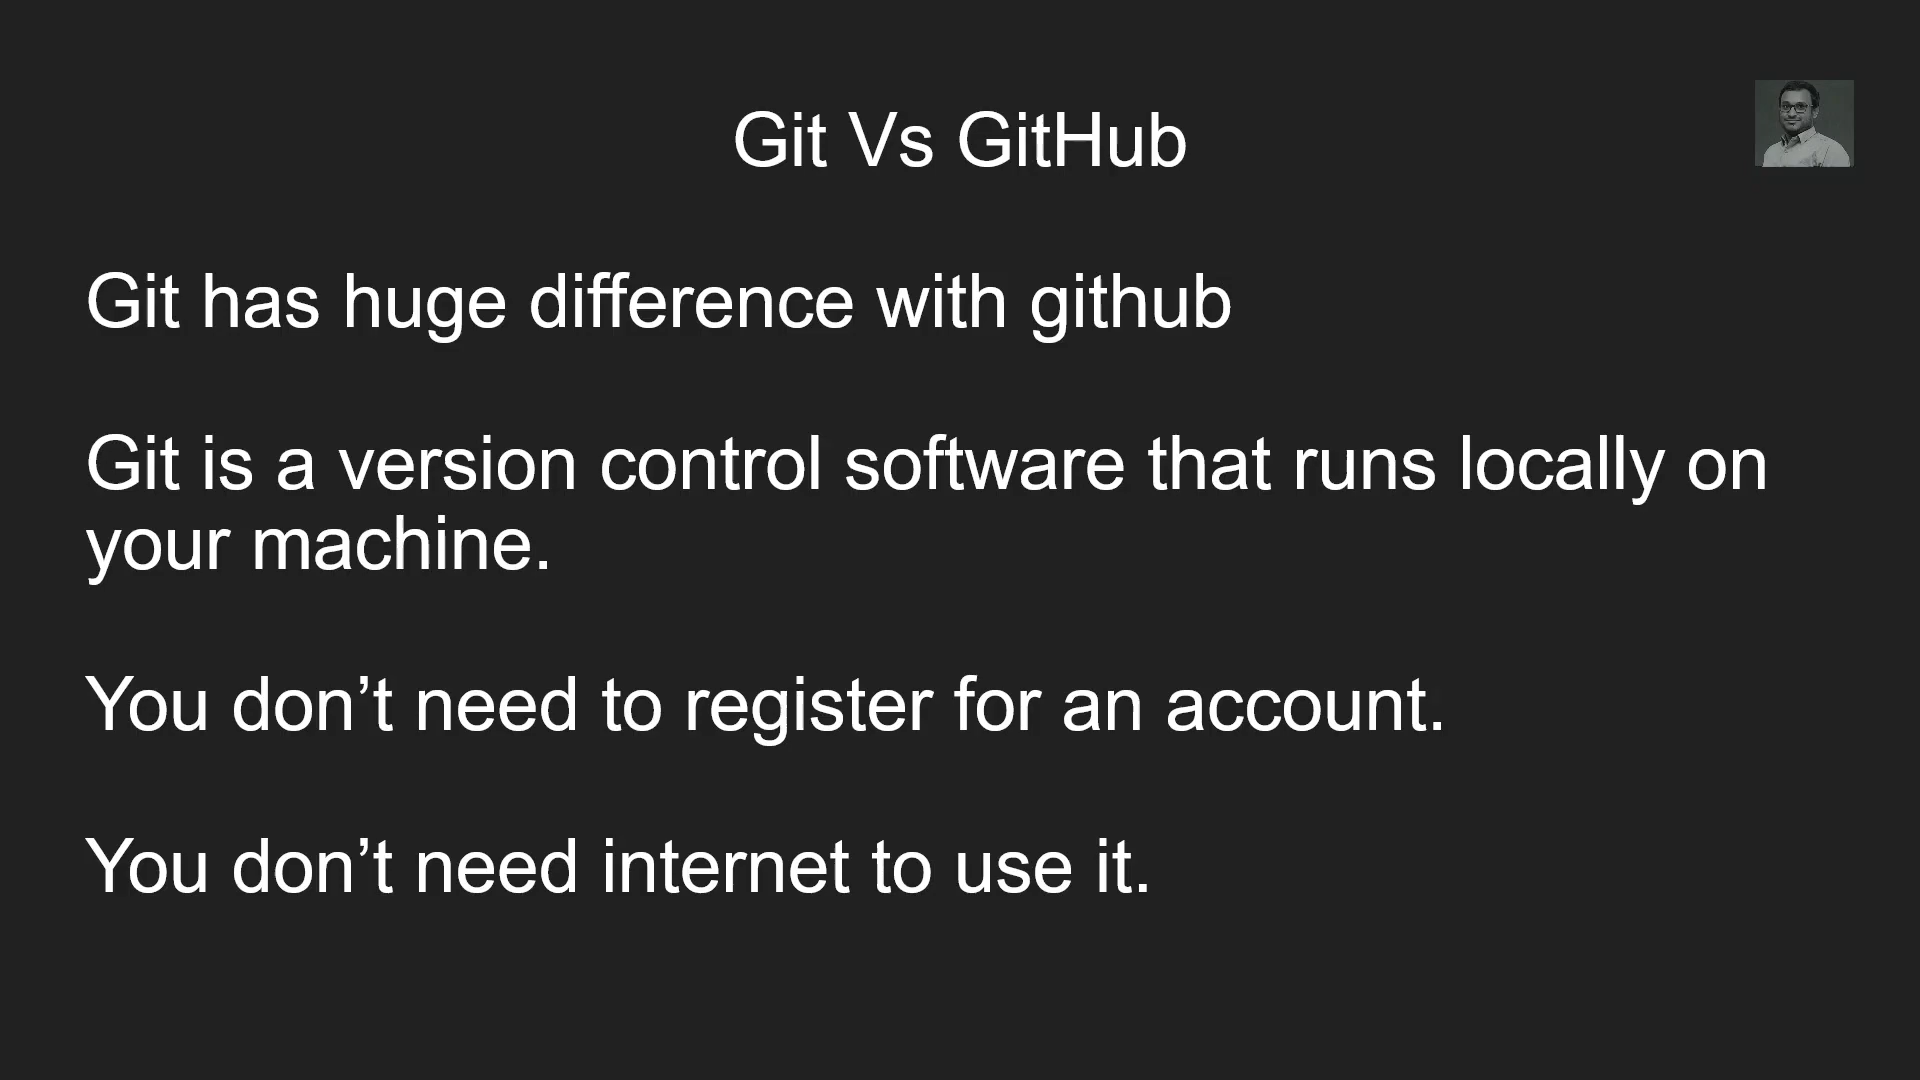 Git Vs GitHub
Git has huge difference with github
Git is a version control software that runs locally on
your machine.
You don’t need to register for an account.
You don’t need internet to use it.